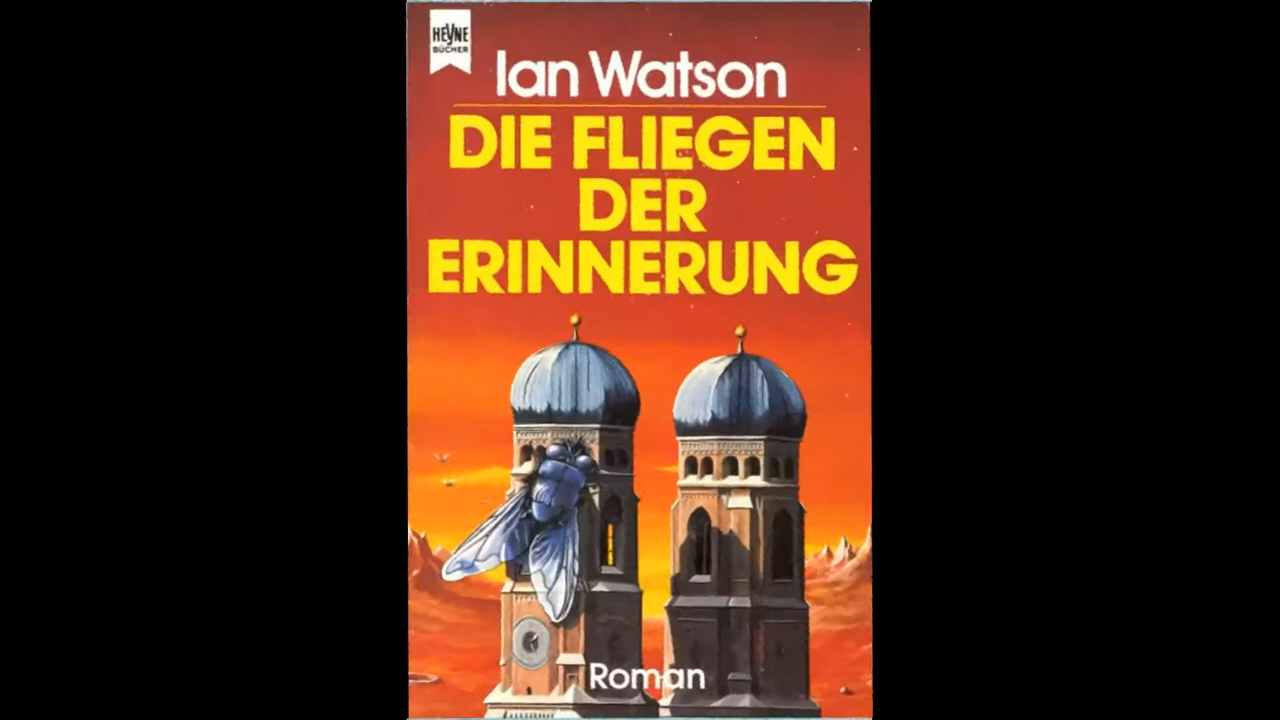 HEYNE
BÜCHER
Ian Watson
DIE FLIEGEN
DER
ERINNERUNG
Roman